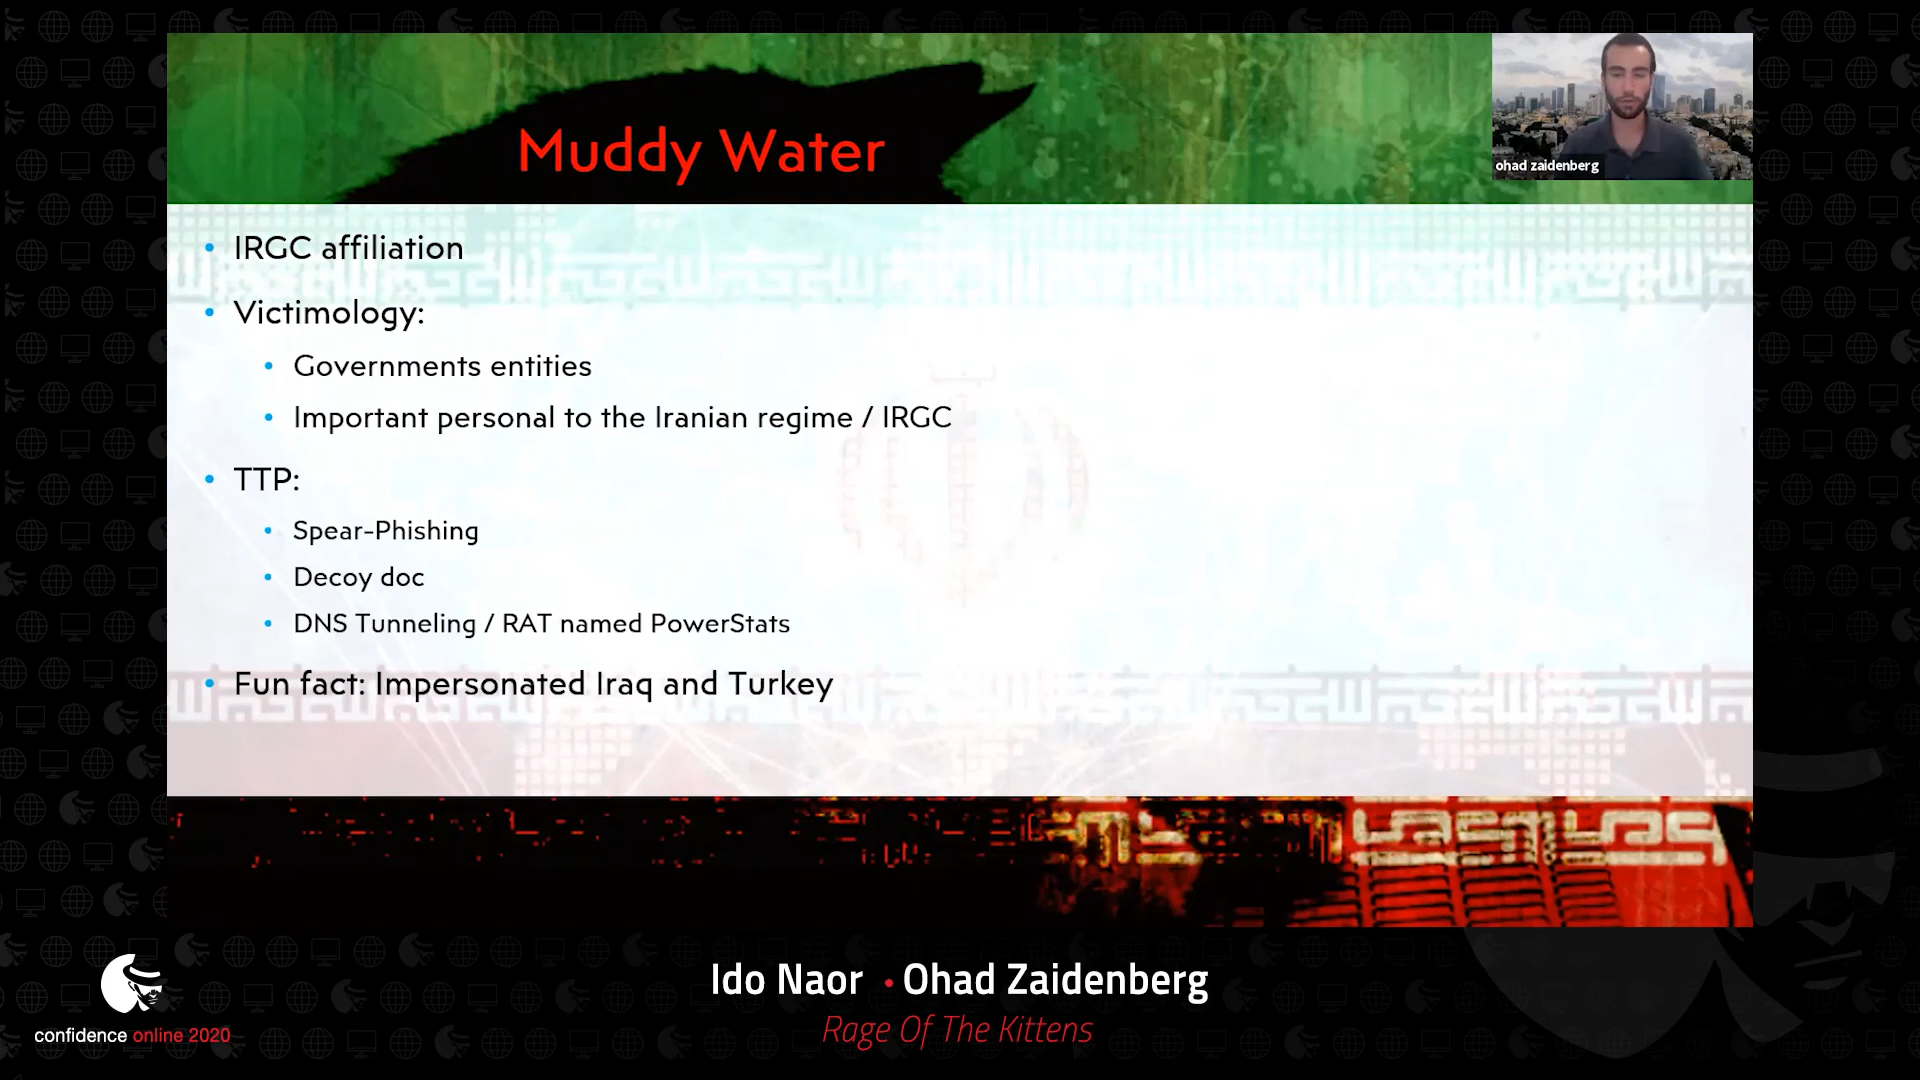 Muddy Water
ohad zaidenberg
• IRGC affiliation
• Victimology:
• Governments entities
• Important personal to the Iranian regime / IRGC
• TTP:
• Spear-Phishing
• Decoy doc
• DNS Tunneling / RAT named PowerStats
• Fun fact: Impersonated Iraq and Turkey
Ido Naor • Ohad Zaidenberg
Rage Of The Kittens
confidence online 2020